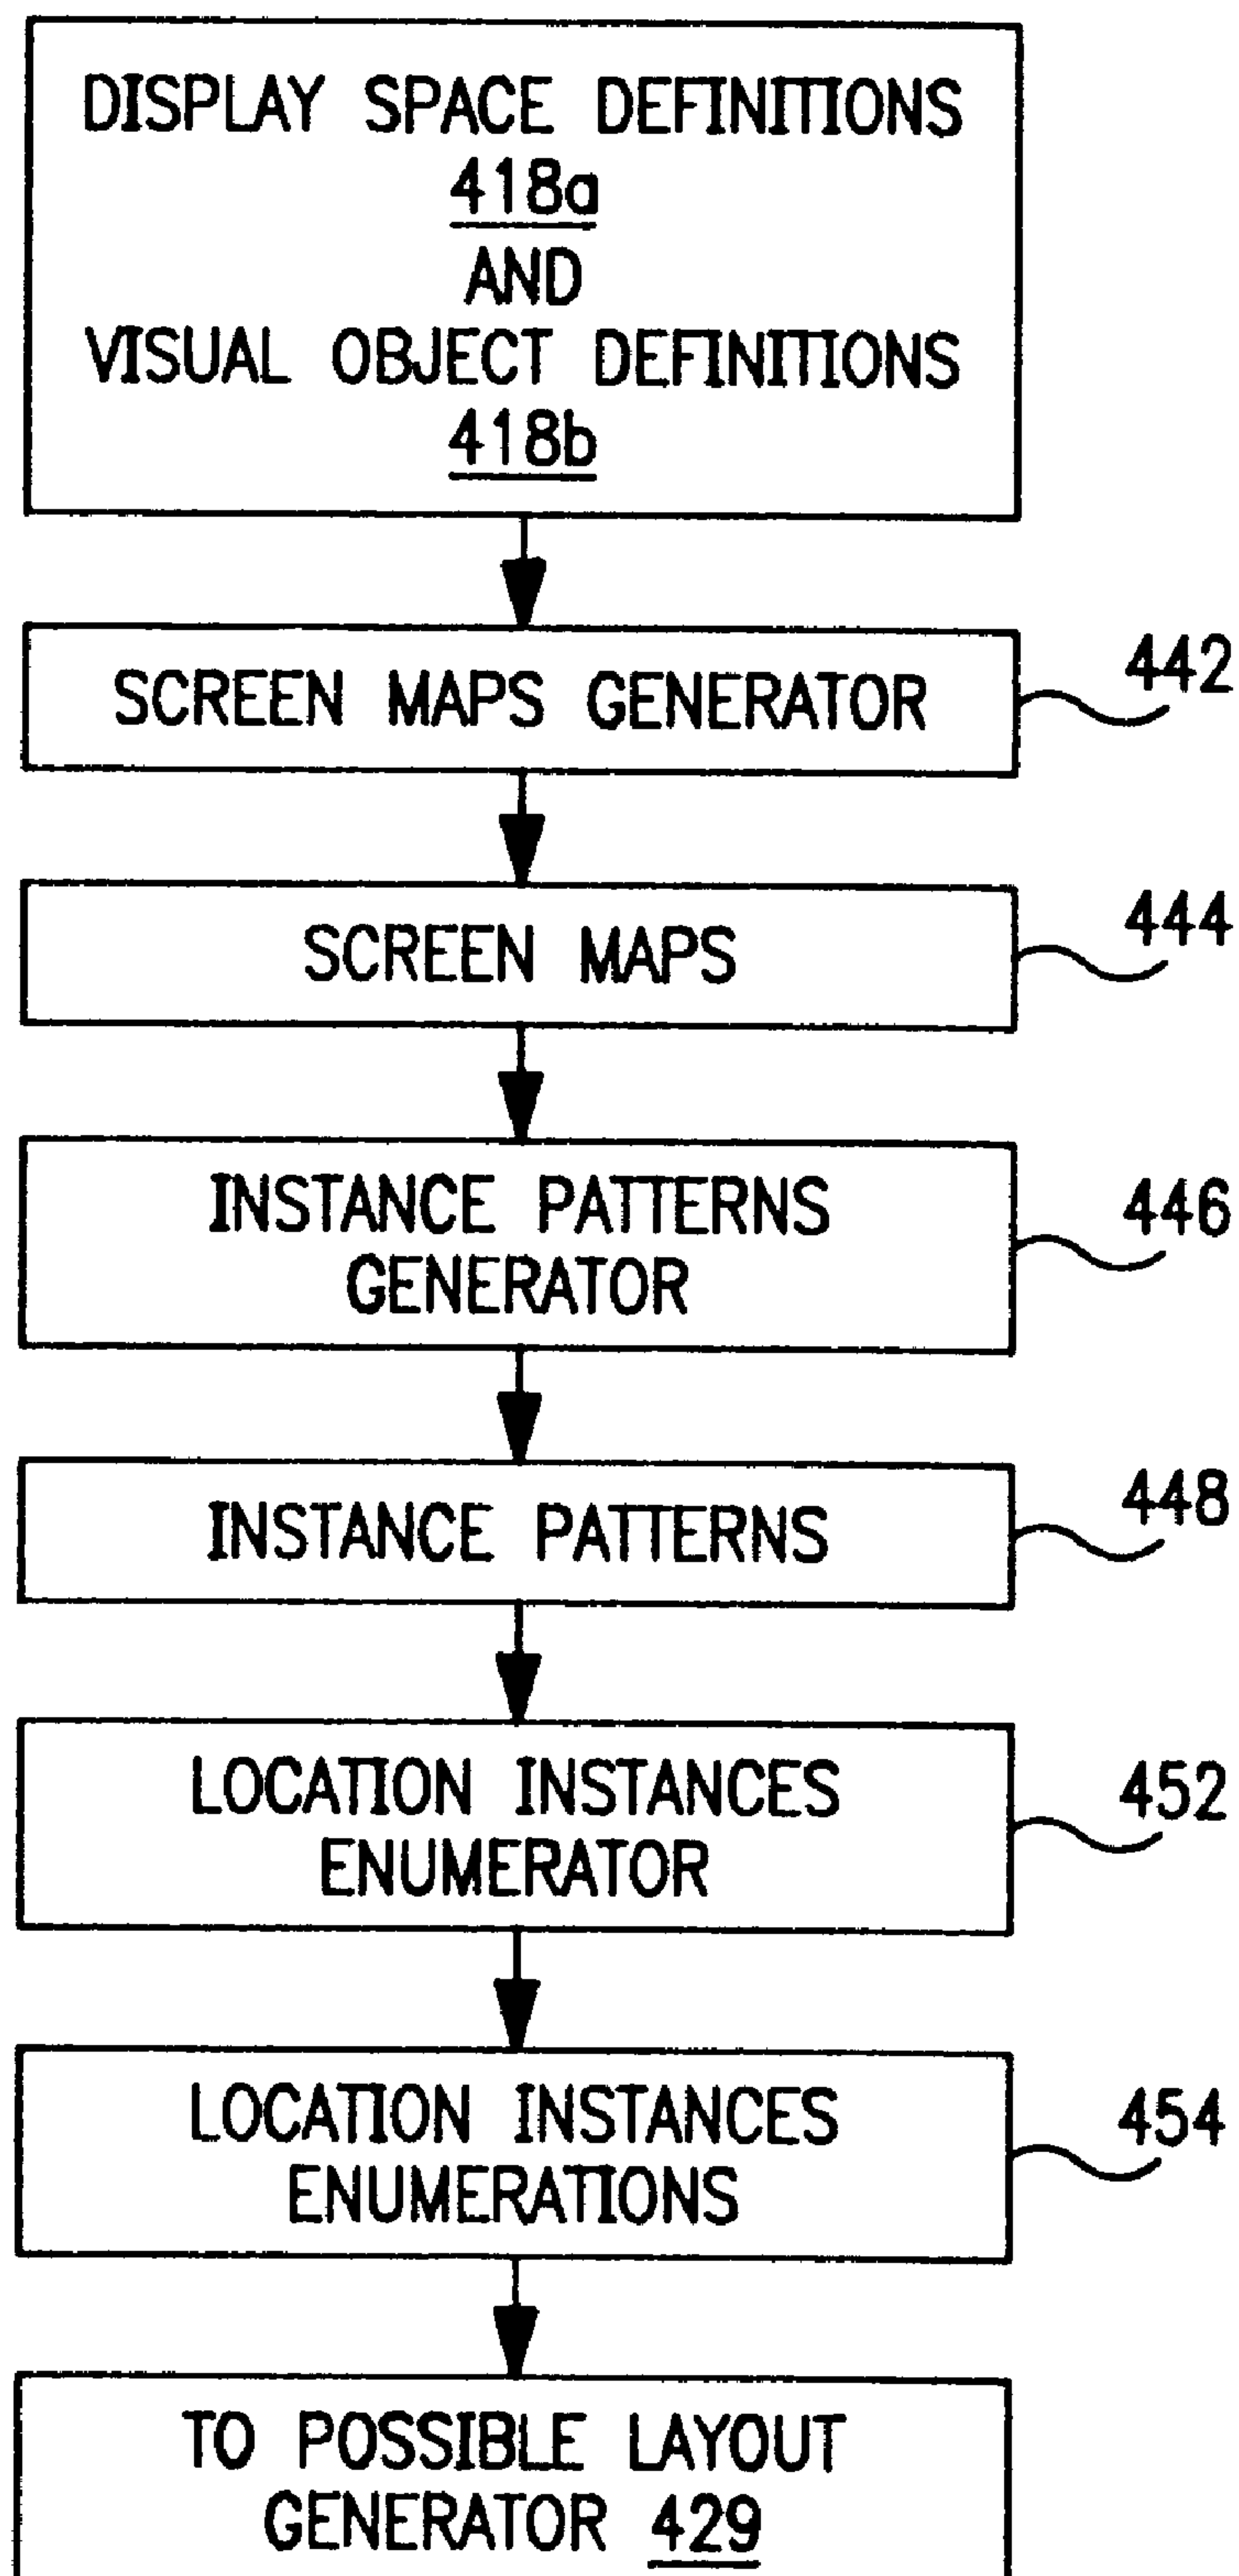 DISPLAY SPACE DEFINITIONS
418a
AND
VISUAL OBJECT DEFINITIONS
418b
SCREEN MAPS GENERATOR
442
SCREEN MAPS
444
INSTANCE PATTERNS
GENERATOR
446
INSTANCE PATTERNS
448
LOCATION INSTANCES
ENUMERATOR
452
LOCATION INSTANCES
ENUMERATIONS
454
TO POSSIBLE LAYOUT
GENERATOR 429